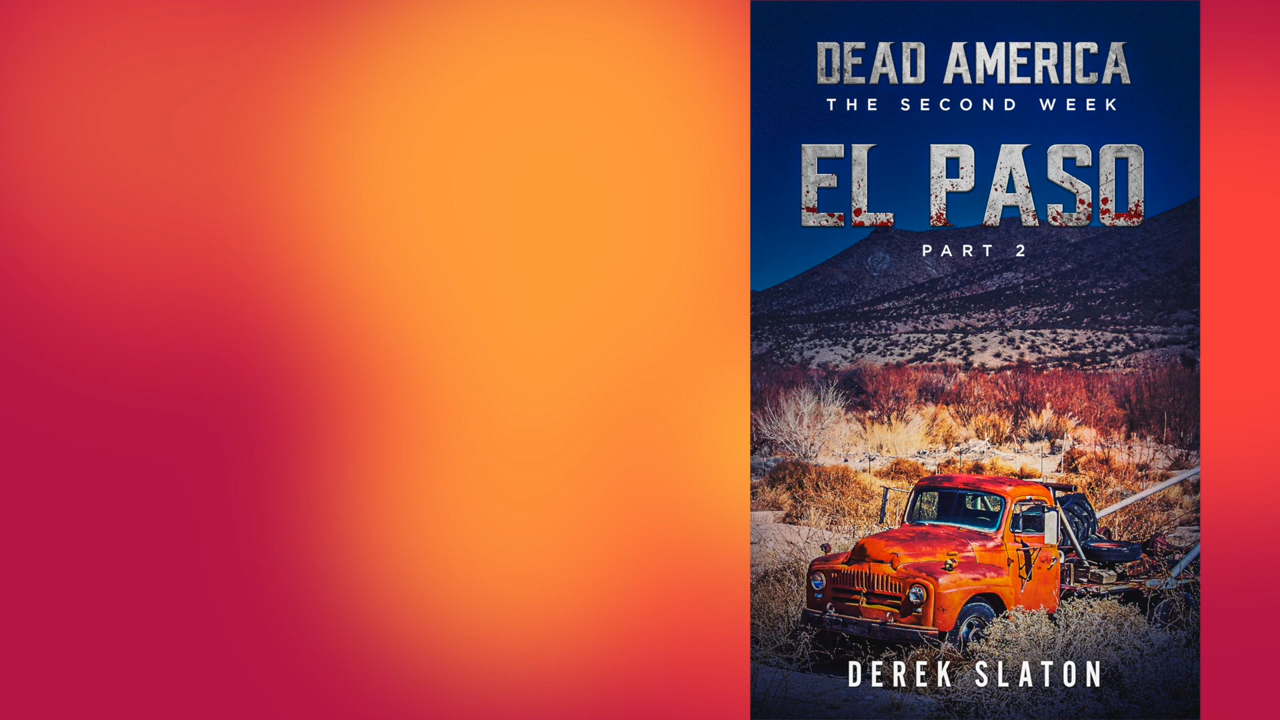 DEAD AMERICA
THE SECOND WEEK
EL PASO
PART 2
DEREK SLATON